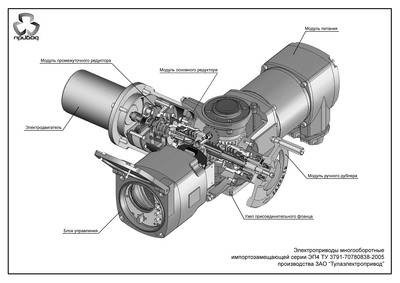 ПРИВОД
Модуль питания
Модуль промежуточного редуктора
Модуль основного редуктора
Электродвигатель
Модуль ручного дублера
Узел присоединительного фланца
Блок управления
Электроприводы многооборотные
импортозамещающей серии ЭП4 ТУ 3791-70780838-2005
производства ЗАО "Тулаэлектропривод"